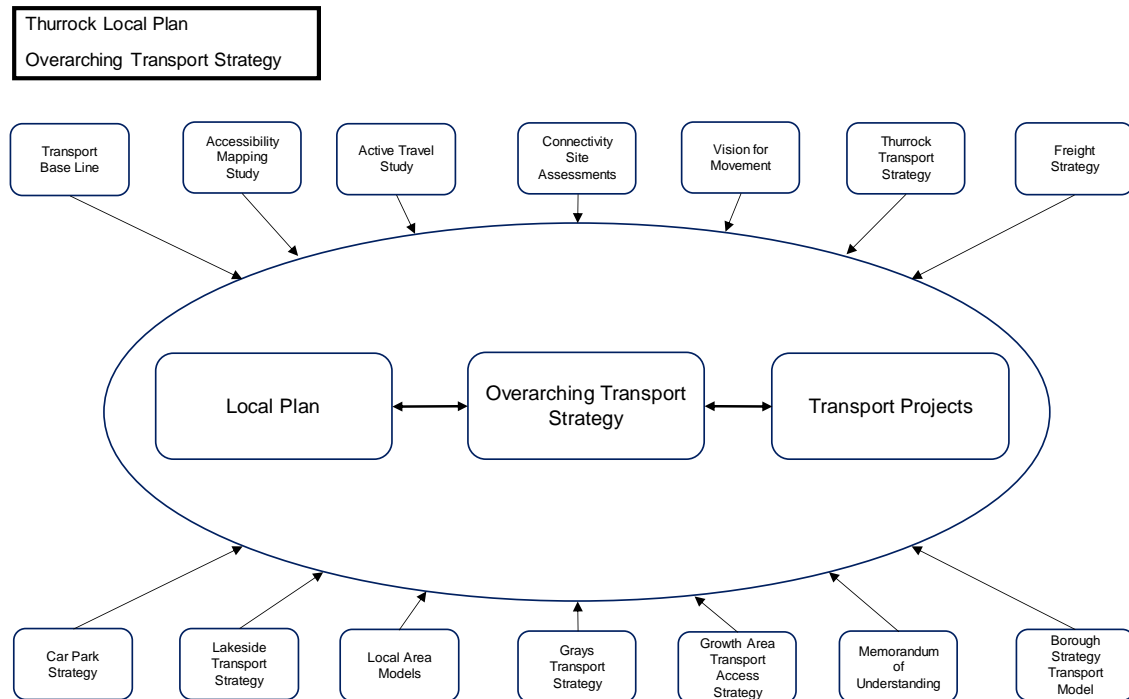 Thurrock Local Plan
Overarching Transport Strategy
Transport
Base Line
Accessibility
Mapping
Study
Active Travel
Study
Connectivity
Site
Assessments
Vision for
Movement
Thurrock
Transport
Strategy
Freight
Strategy
Local Plan
Overarching Transport
Strategy
Transport Projects
Car Park
Strategy
Lakeside
Transport
Strategy
Local Area
Models
Grays
Transport
Strategy
Growth Area
Transport
Access
Strategy
Memorandum
of
Understanding
Borough
Strategy
Transport
Model